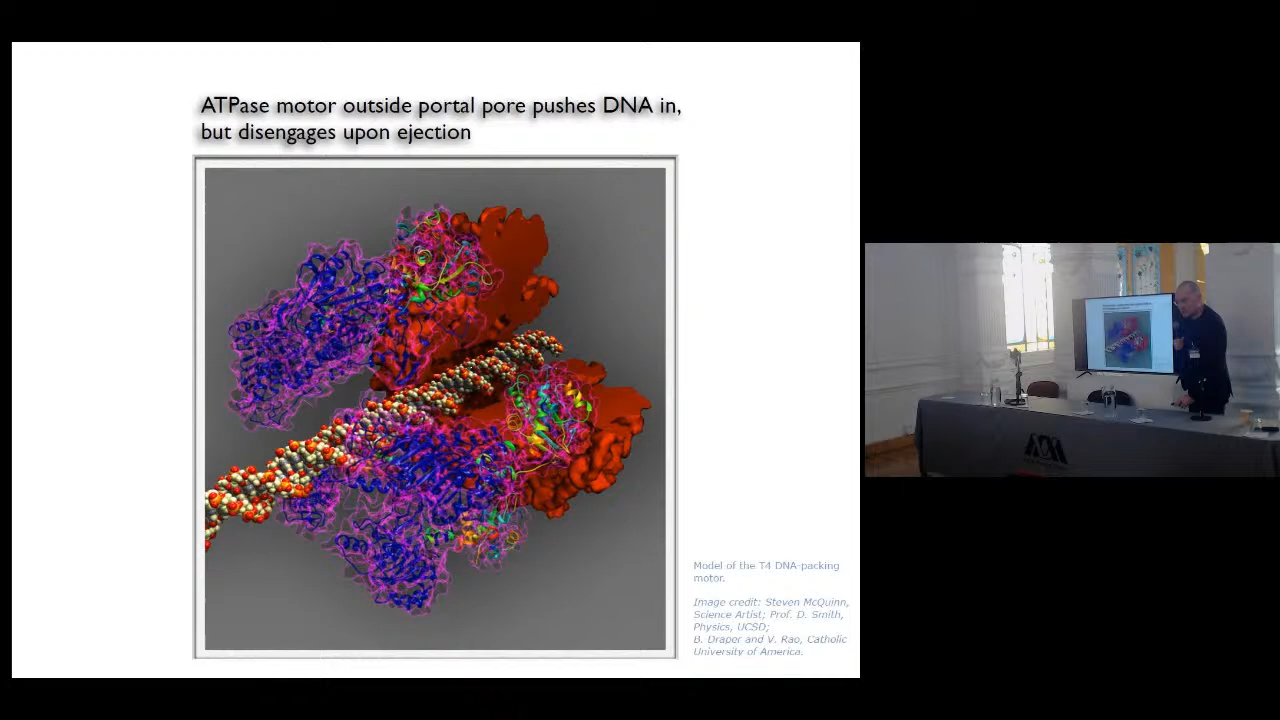 ATPase motor outside portal pore pushes DNA in,
but disengages upon ejection
Model of the T4 DNA-packing
motor.
Image credit: Steven McQuinn,
Science Artist; Prof. D. Smith,
Physics, UCSD;
B. Draper and V. Rao, Catholic
University of America.